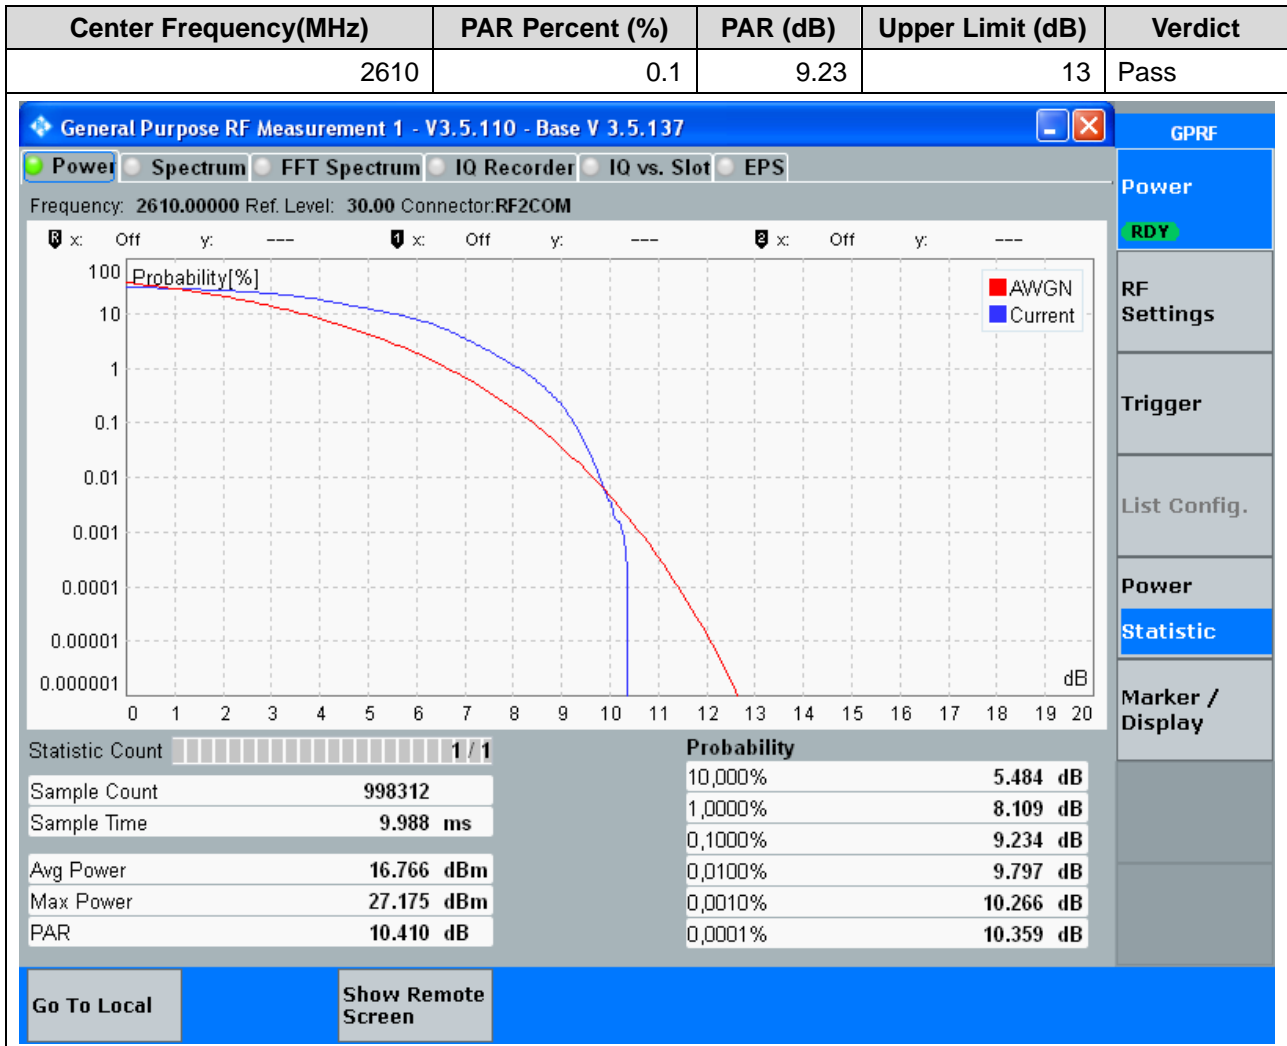 Center Frequency(MHz) PAR Percent (%) PAR (dB) Upper Limit (dB) Verdict
2610 0.1 9.23 13 Pass
General Purpose RF Measurement 1 - V3.5.110 - Base V 3.5.137
GPRF
Power Spectrum FFT Spectrum IQ Recorder IQ vs. Slot EPS
Frequency: 2610.00000 Ref. Level: 30.00 Connector:RF2COM
R x: Off y: --- 1 x: Off y: --- 2 x: Off y: ---
Probability[%]
100
10
1
0.1
0.01
0.001
0.0001
0.00001
0.000001
AWGN
Current
dB
0 1 2 3 4 5 6 7 8 9 10 11 12 13 14 15 16 17 18 19 20
Statistic Count 1 / 1
Sample Count 998312
Sample Time 9.988 ms
Avg Power 16.766 dBm
Max Power 27.175 dBm
PAR 10.410 dB
Probability
10,000% 5.484 dB
1,0000% 8.109 dB
0,1000% 9.234 dB
0,0100% 9.797 dB
0,0010% 10.266 dB
0,0001% 10.359 dB
Power
RDY
RF
Settings
Trigger
List Config.
Power
Statistic
Marker /
Display
Go To Local
Show Remote
Screen